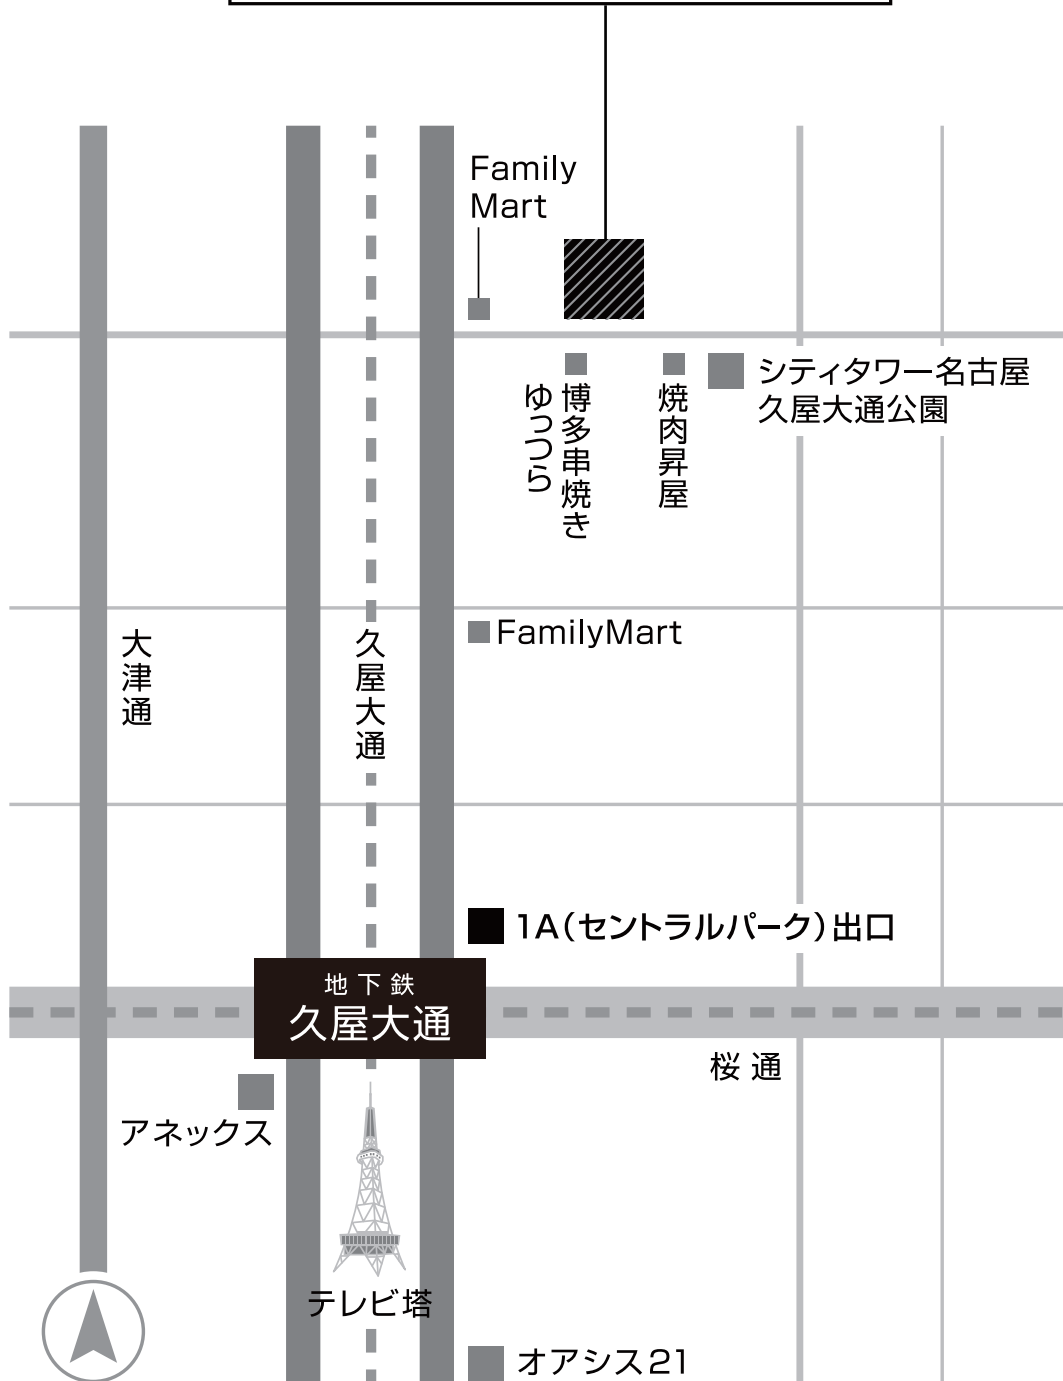 Family
Mart
シティタワー名古屋
久屋大通公園
博多串焼き
ゆっつら
焼肉昇屋
FamilyMart
大津通
久屋大通
1A(セントラルパーク)出口
地下鉄
久屋大通
桜通
アネックス
テレビ塔
オアシス21